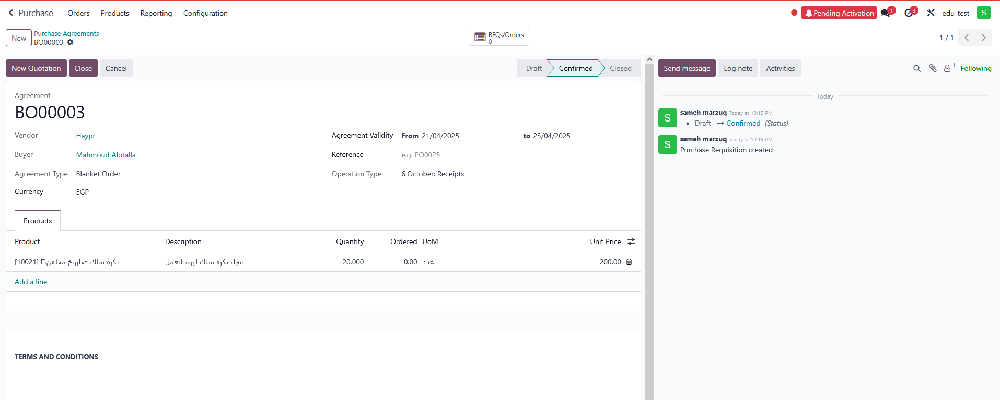 Purchase Orders Products Reporting Configuration
Pending Activation 1 3 edu-test S
New
Purchase Agreements
BO00003
RFQs/Orders
0
1 / 1
New Quotation Close Cancel
Draft Confirmed Closed
Send message Log note Activities
1 Following
Agreement
BO00003
Vendor Haypr
Buyer Mahmoud Abdalla
Agreement Type Blanket Order
Currency EGP
Agreement Validity From 21/04/2025 to 23/04/2025
Reference e.g. PO0025
Operation Type 6 October: Receipts
Products
Product Description Quantity Ordered UoM Unit Price
[10021] بكرة سلك صاروخ مجلفن٢١ شراء بكرة سلك لزوم العمل 20.000 0.00 عدد 200.00
Add a line
TERMS AND CONDITIONS
Today
S
sameh marzuq Today at 10:15 PM
• Draft → Confirmed (Status)
S
sameh marzuq Today at 10:15 PM
Purchase Requisition created